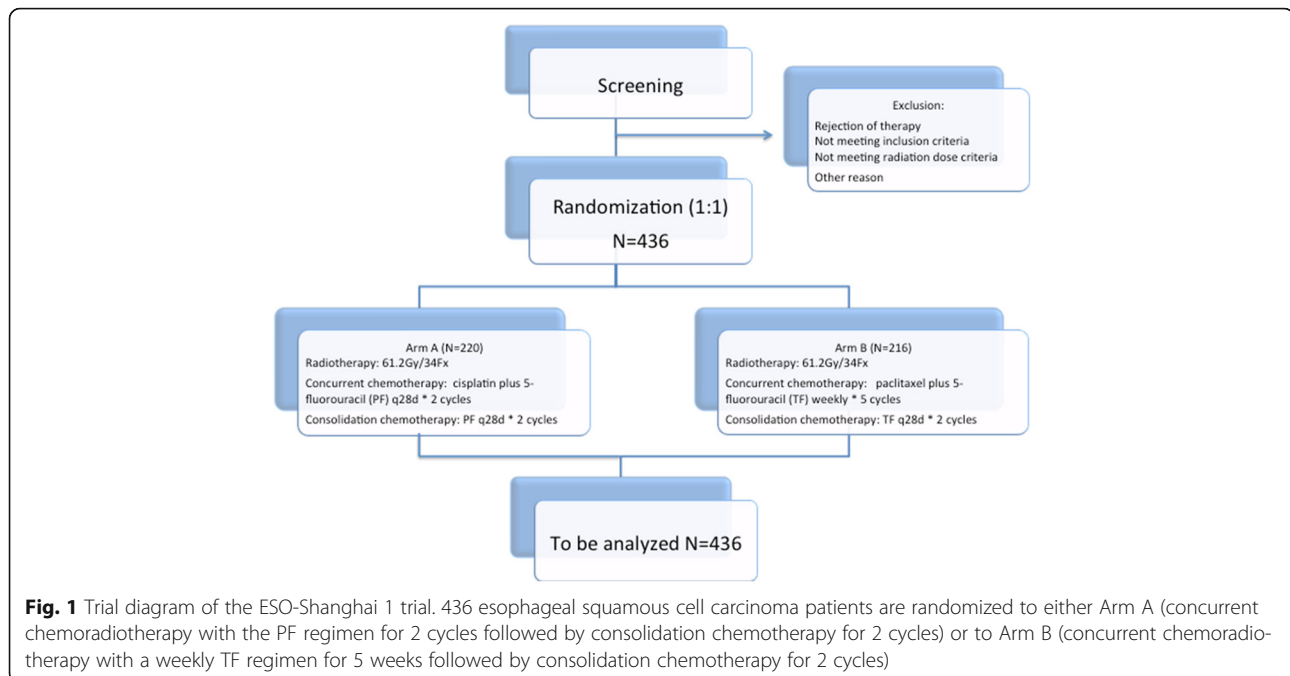 Screening
Exclusion:
Rejection of therapy
Not meeting inclusion criteria
Not meeting radiation dose criteria
Other reason
Randomization (1:1)
N=436
Arm A (N=220)
Radiotherapy: 61.2Gy/34Fx
Concurrent chemotherapy: cisplatin plus 5-
fluorouracil (PF) q28d * 2 cycles
Consolidation chemotherapy: PF q28d * 2 cycles
Arm B (N=216)
Radiotherapy: 61.2Gy/34Fx
Concurrent chemotherapy: paclitaxel plus 5-
fluorouracil (TF) weekly * 5 cycles
Consolidation chemotherapy: TF q28d * 2 cycles
To be analyzed N=436
Fig. 1 Trial diagram of the ESO-Shanghai 1 trial. 436 esophageal squamous cell carcinoma patients are randomized to either Arm A (concurrent
chemoradiotherapy with the PF regimen for 2 cycles followed by consolidation chemotherapy for 2 cycles) or to Arm B (concurrent chemoradio-
therapy with a weekly TF regimen for 5 weeks followed by consolidation chemotherapy for 2 cycles)